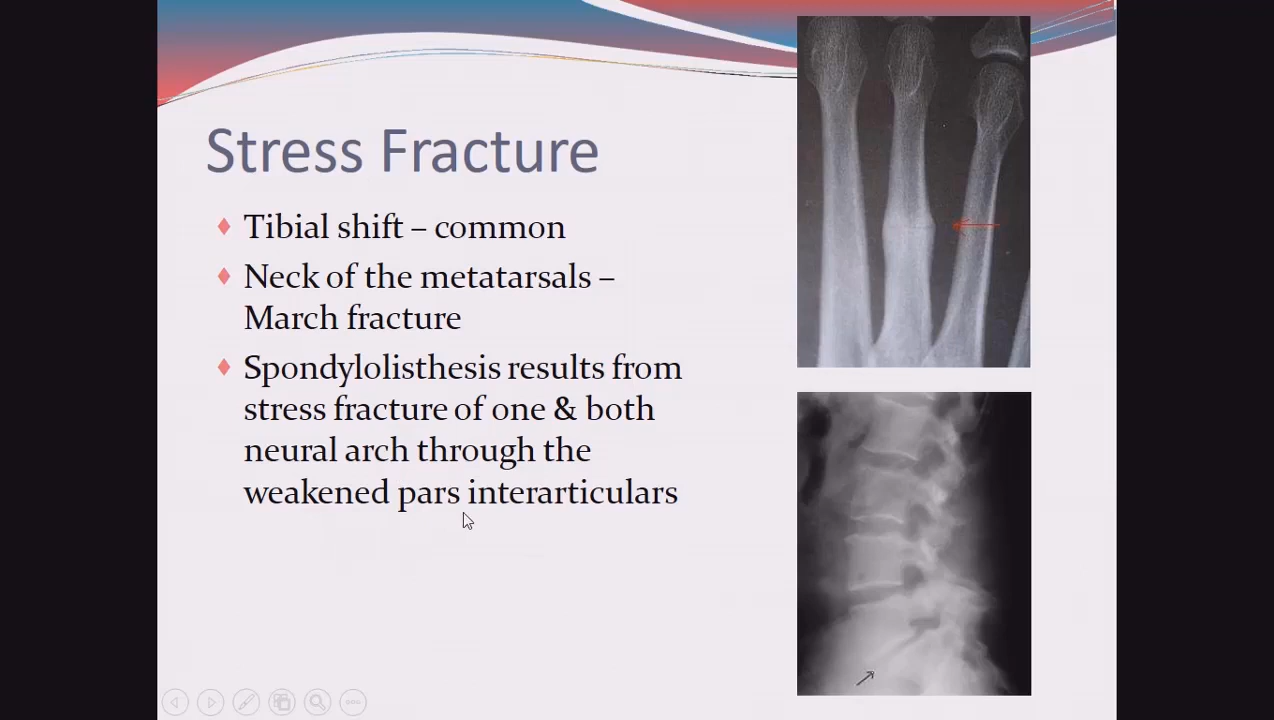 Stress Fracture
Tibial shift – common
Neck of the metatarsals –
March fracture
Spondylolisthesis results from
stress fracture of one & both
neural arch through the
weakened pars interarticulars